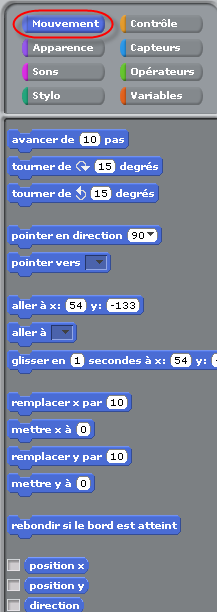 Mouvement Contrôle
Apparence Capteurs
Sons Opérateurs
Stylo Variables
avancer de 10 pas
tourner de 15 degrés
tourner de 15 degrés
pointer en direction 90
pointer vers
aller à x: 54 y: -133
aller à
glisser en 1 secondes à x: 54 y:
remplacer x par 10
mettre x à 0
remplacer y par 10
mettre y à 0
rebondir si le bord est atteint
position x
position y
direction